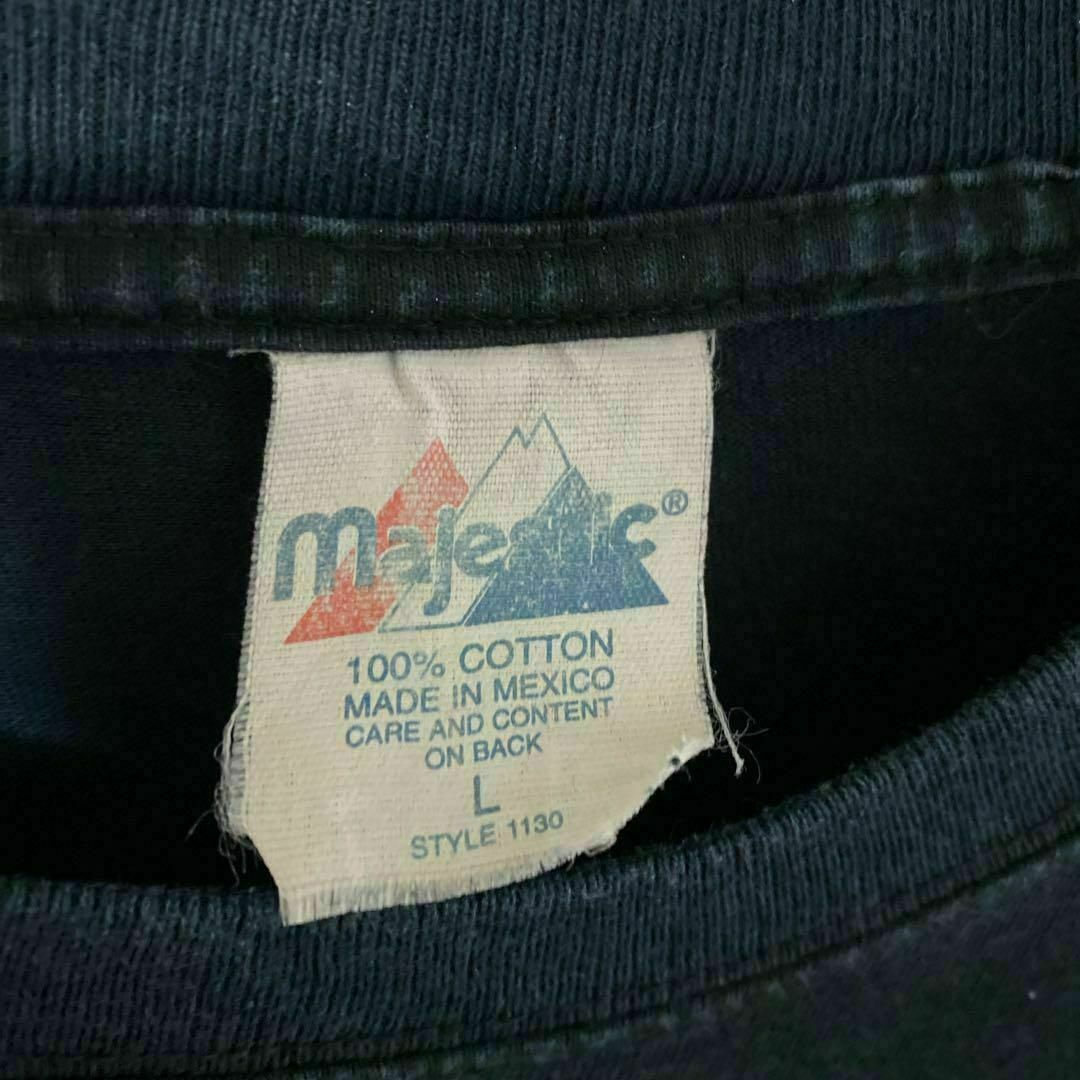 majestic®
100% COTTON
MADE IN MEXICO
CARE AND CONTENT
ON BACK
L
STYLE 1130